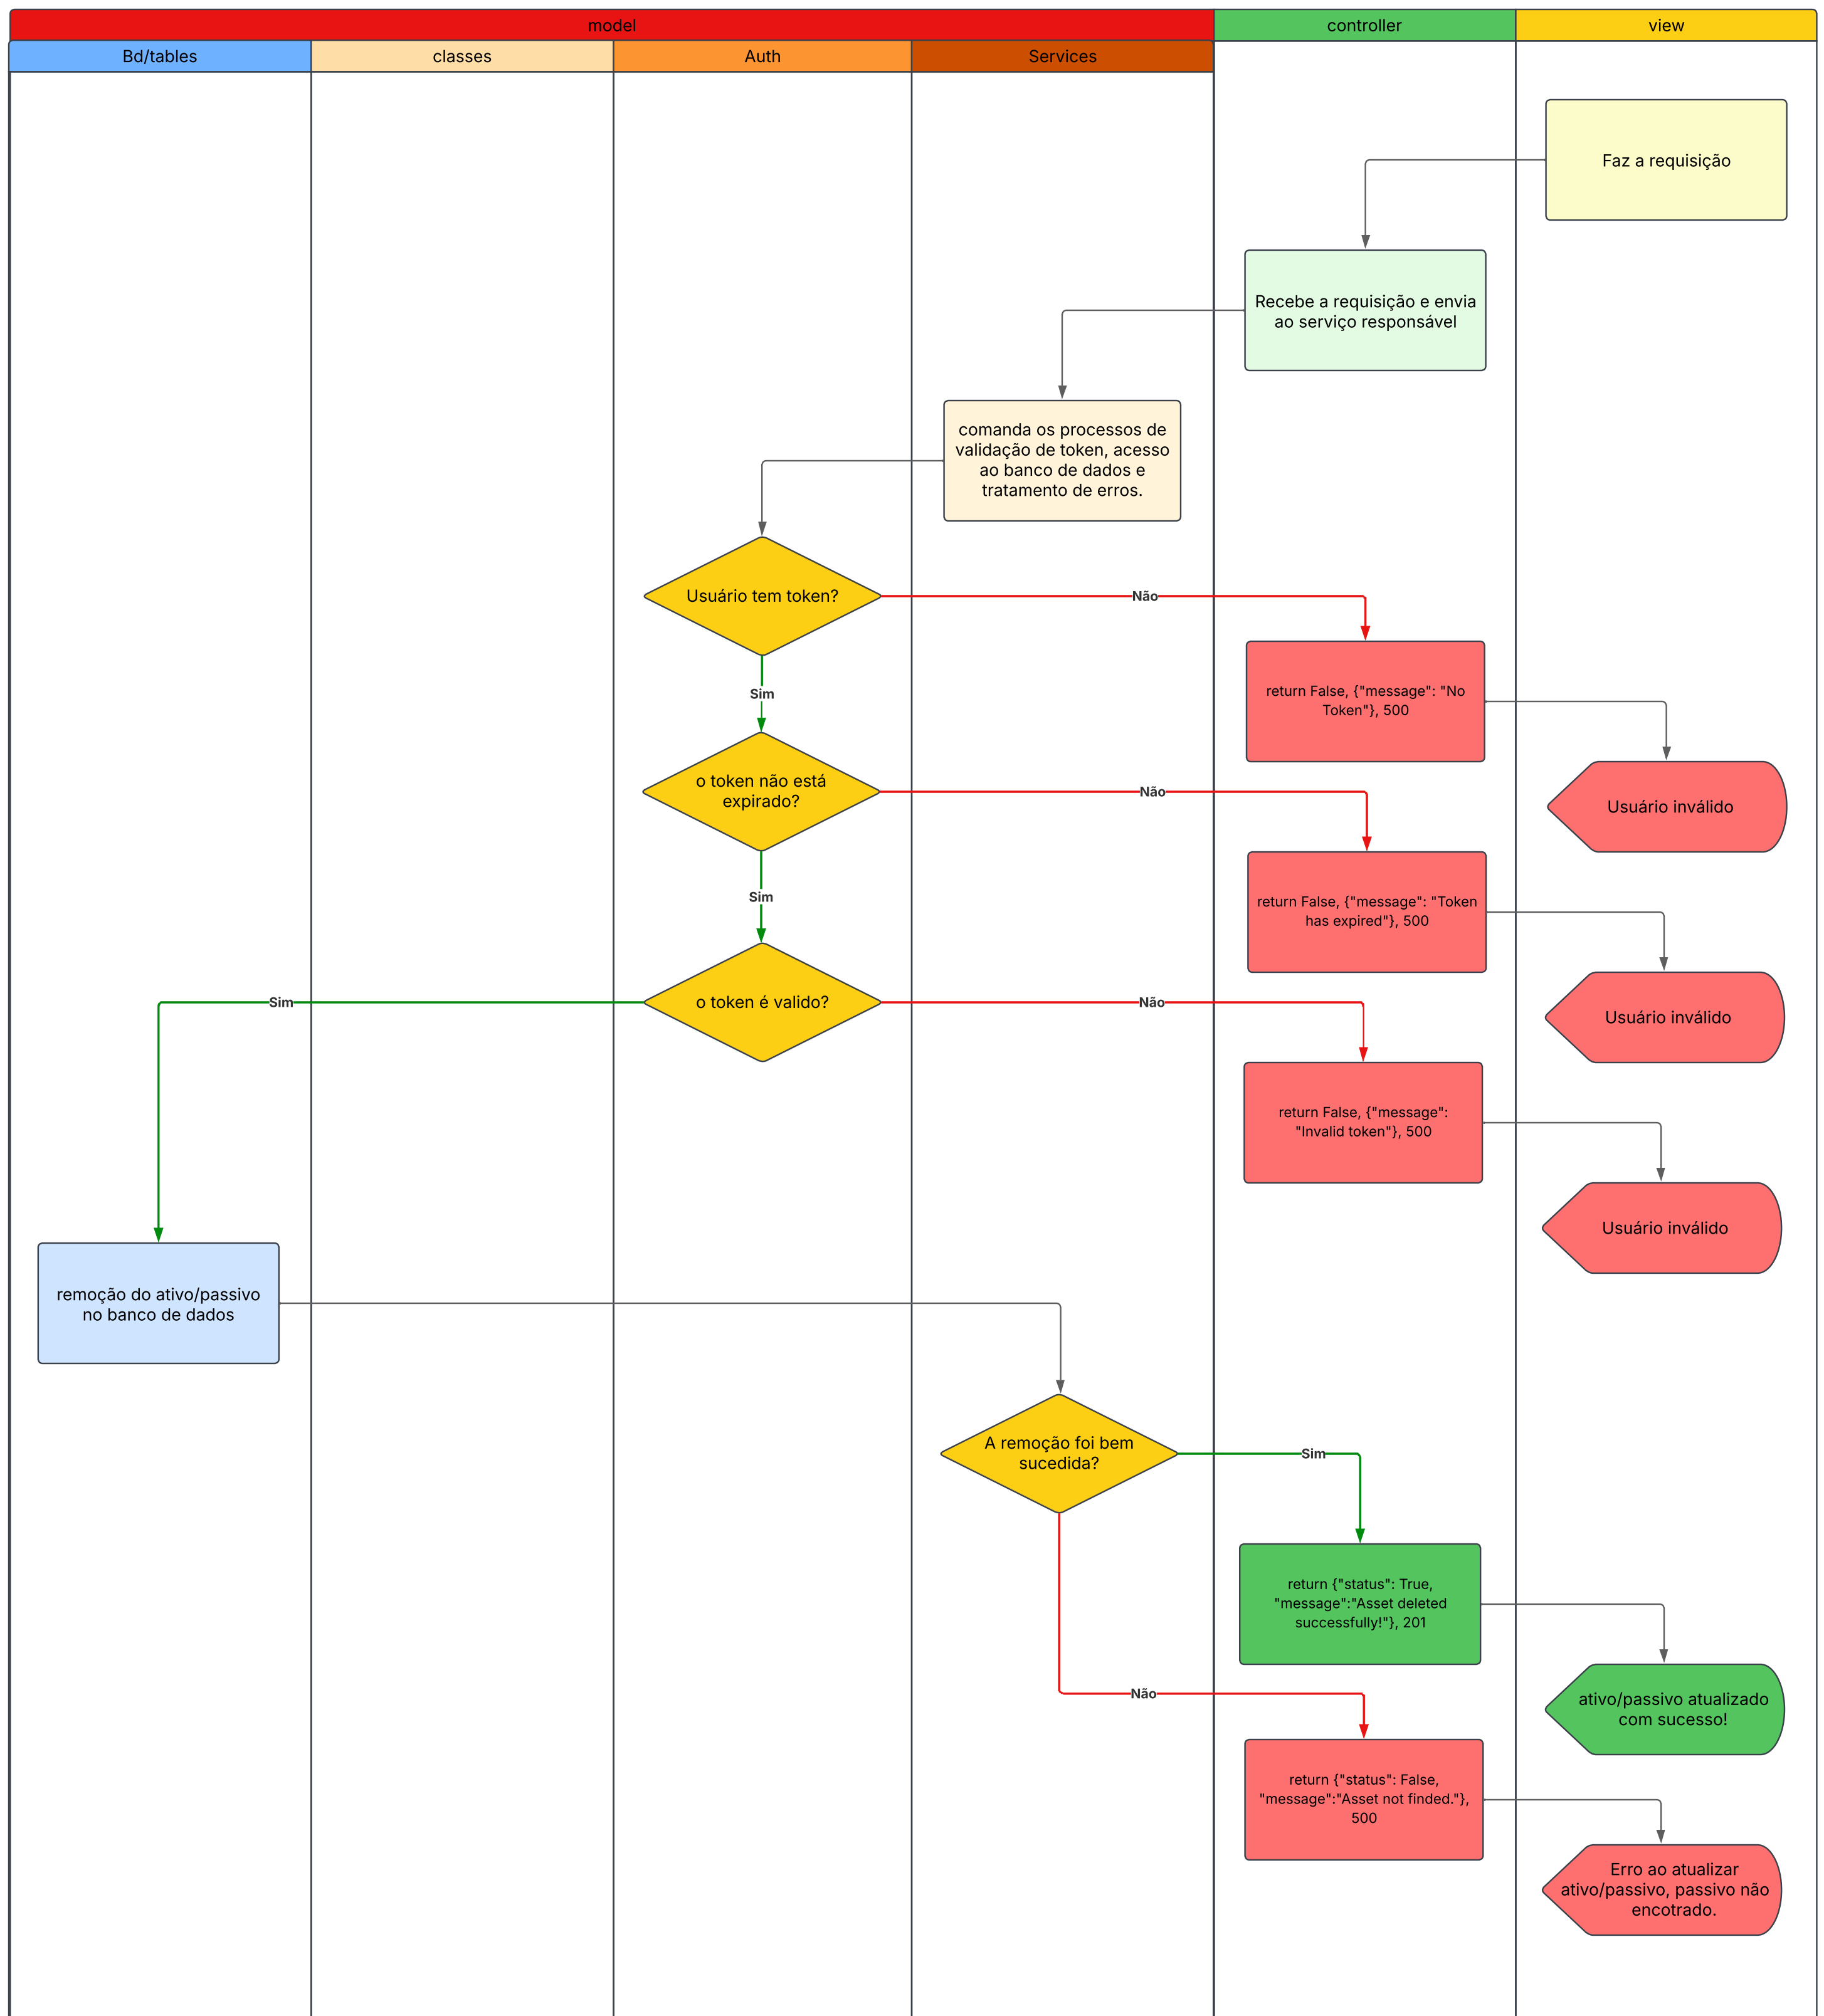 model
controller
view
Bd/tables
classes
Auth
Services
Faz a requisição
Recebe a requisição e envia
ao serviço responsável
comanda os processos de
validação de token, acesso
ao banco de dados e
tratamento de erros.
Usuário tem token?
Não
return False, {"message": "No
Token"}, 500
Sim
Usuário inválido
o token não está
expirado?
Não
return False, {"message": "Token
has expired"}, 500
Sim
Usuário inválido
o token é valido?
Sim
Não
return False, {"message":
"Invalid token"}, 500
Usuário inválido
remoção do ativo/passivo
no banco de dados
A remoção foi bem
sucedida?
Sim
return {"status": True,
"message":"Asset deleted
successfully!"}, 201
ativo/passivo atualizado
com sucesso!
Não
return {"status": False,
"message":"Asset not finded."},
500
Erro ao atualizar
ativo/passivo, passivo não
encotrado.